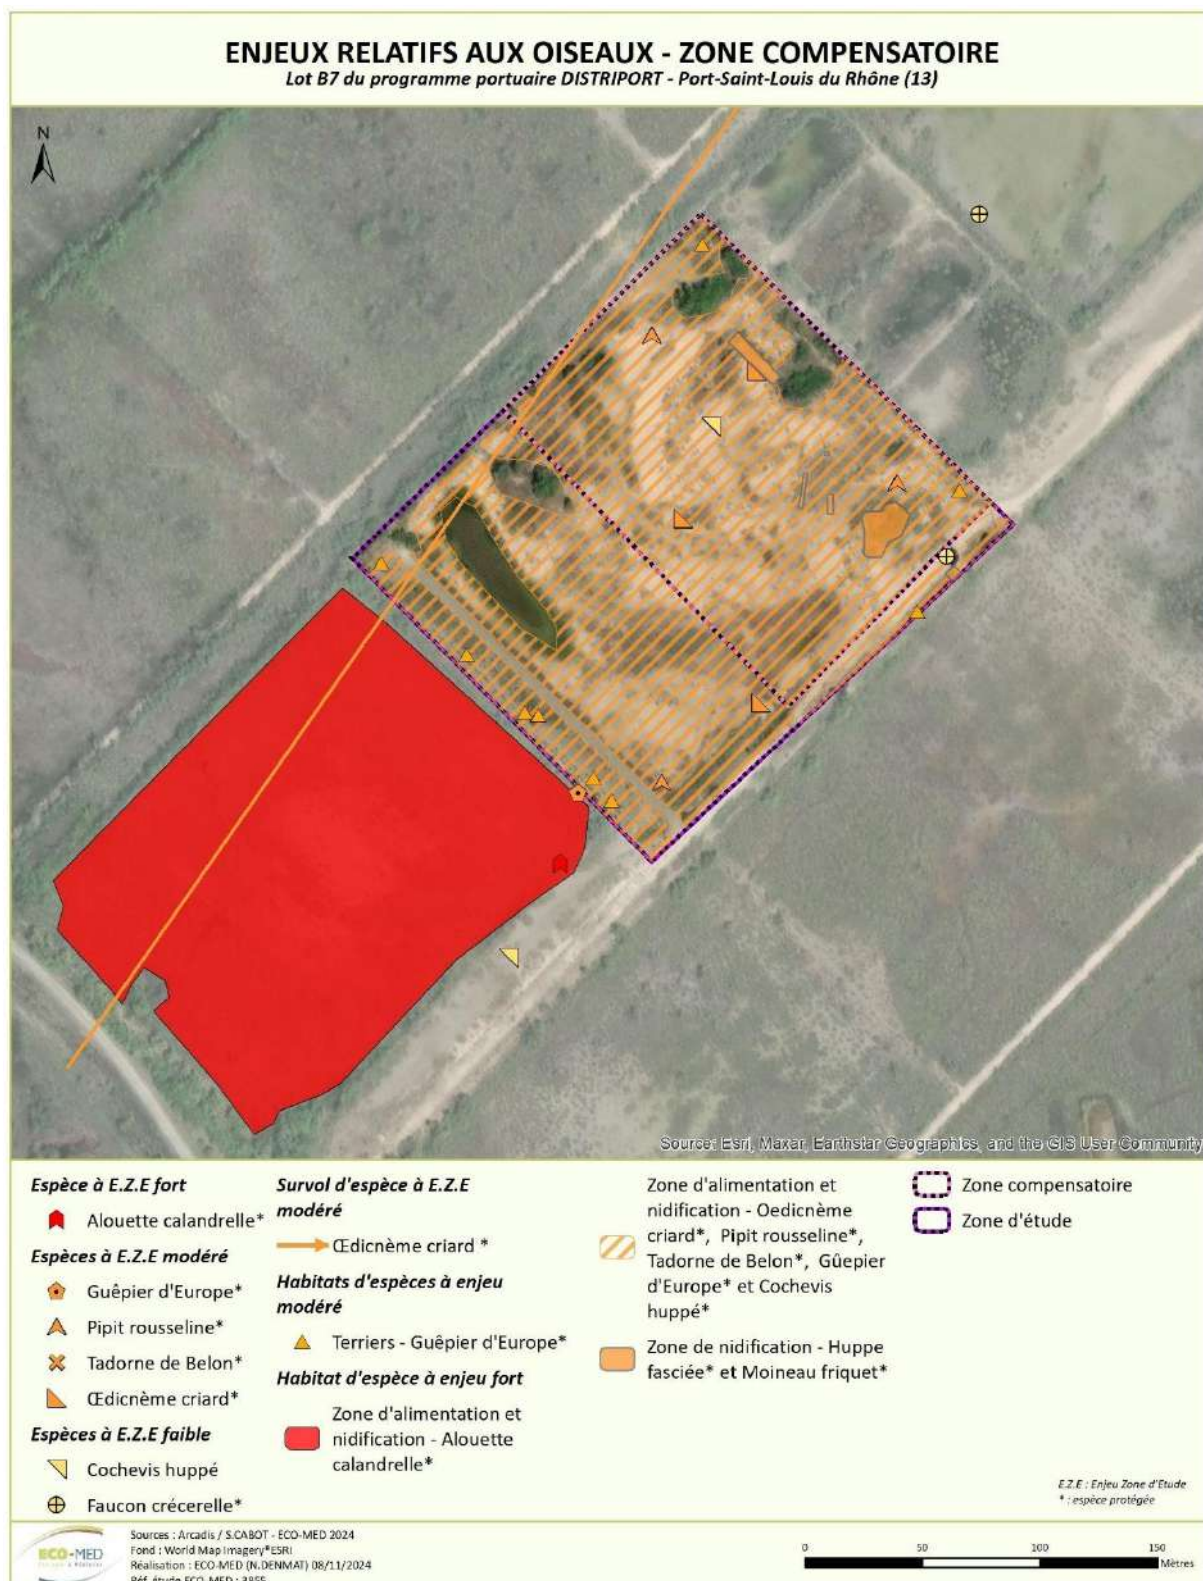 ENJEUX RELATIFS AUX OISEAUX - ZONE COMPENSATOIRE
Lot B7 du programme portuaire DISTRIPORT - Port-Saint-Louis du Rhône (13)
N
Source: Esri, Maxar, Earthstar Geographics, and the GIS User Community
Espèce à E.Z.E fort
Alouette calandrelle*
Espèces à E.Z.E modéré
Guêpier d'Europe*
Pipit rousseline*
Tadorne de Belon*
Œdicnème criard*
Espèces à E.Z.E faible
Cochevis huppé
Faucon crécerelle*
Survol d'espèce à E.Z.E
modéré
Œdicnème criard *
Habitats d'espèces à enjeu
modéré
Terriers - Guêpier d'Europe*
Habitat d'espèce à enjeu fort
Zone d'alimentation et
nidification - Alouette
calandrelle*
Zone d'alimentation et
nidification - Oedicnème
criard*, Pipit rousseline*,
Tadorne de Belon*, Gûepier
d'Europe* et Cochevis
huppé*
Zone de nidification - Huppe
fasciée* et Moineau friquet*
Zone compensatoire
Zone d'étude
E.Z.E : Enjeu Zone d'Etude
* : espèce protégée
ECO-MED
Sources : Arcadis / S.CABOT - ECO-MED 2024
Fond : World Map Imagery®ESRI
Réalisation : ECO-MED (N.DENMAT) 08/11/2024
Réf. étude ECO-MED : 3855
0 50 100 150
Mètres